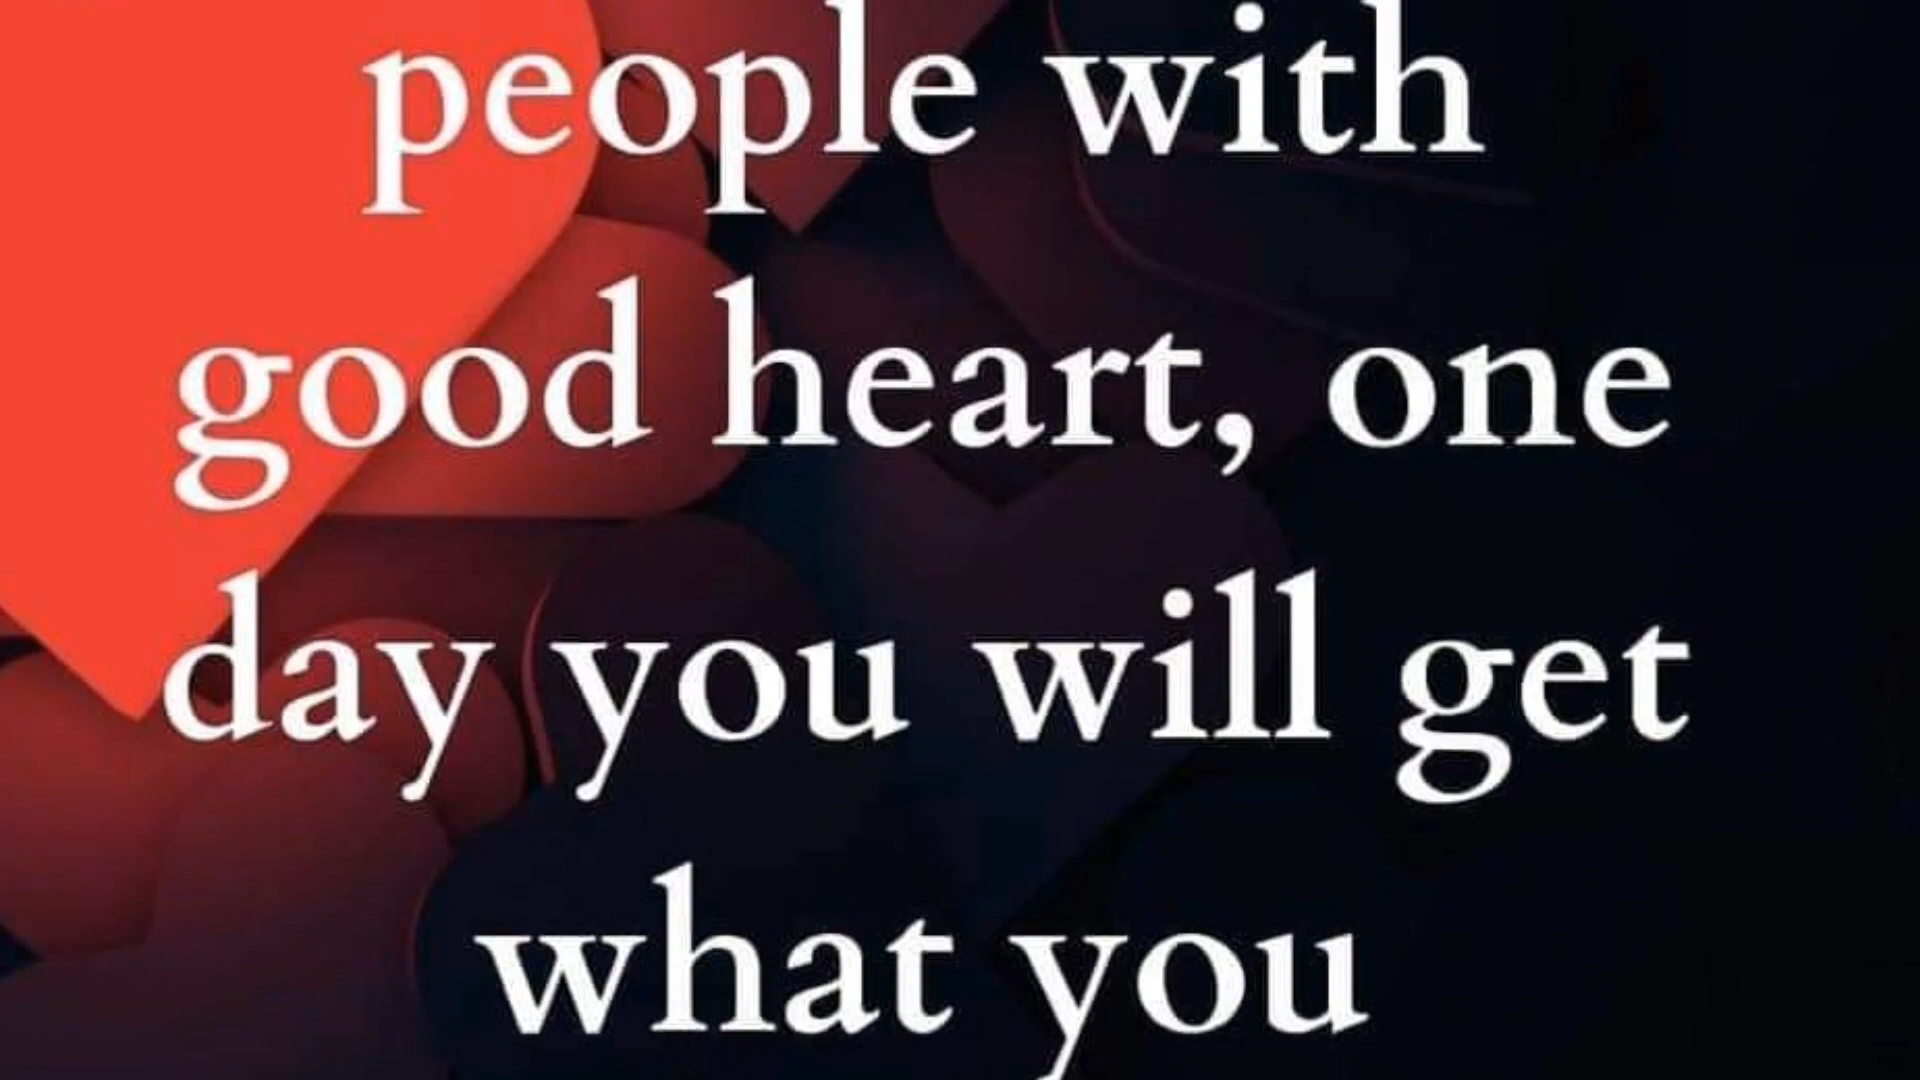 people with
good heart, one
day you will get
what you